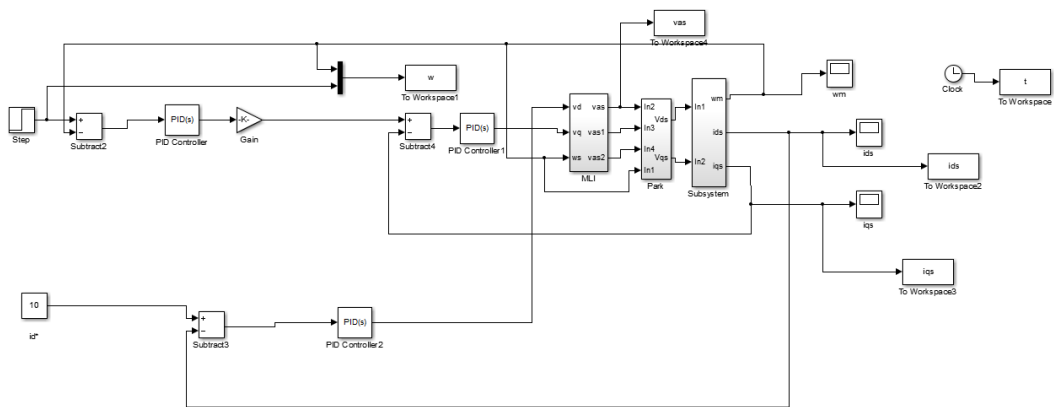 vas
To Workspace4
w
To Workspace1
wm
Clock
t
To Workspace
Step
+
−
Subtract2
PID(s)
PID Controller
-K-
Gain
+
−
Subtract4
PID(s)
PID Controller1
vd
vq
ws
vas
vas1
vas2
MLI
In2
In3
In4
In1
Vds
Vqs
Park
In1
In2
wm
ids
iqs
Subsystem
ids
ids
To Workspace2
iqs
iqs
To Workspace3
10
id*
+
−
Subtract3
PID(s)
PID Controller2